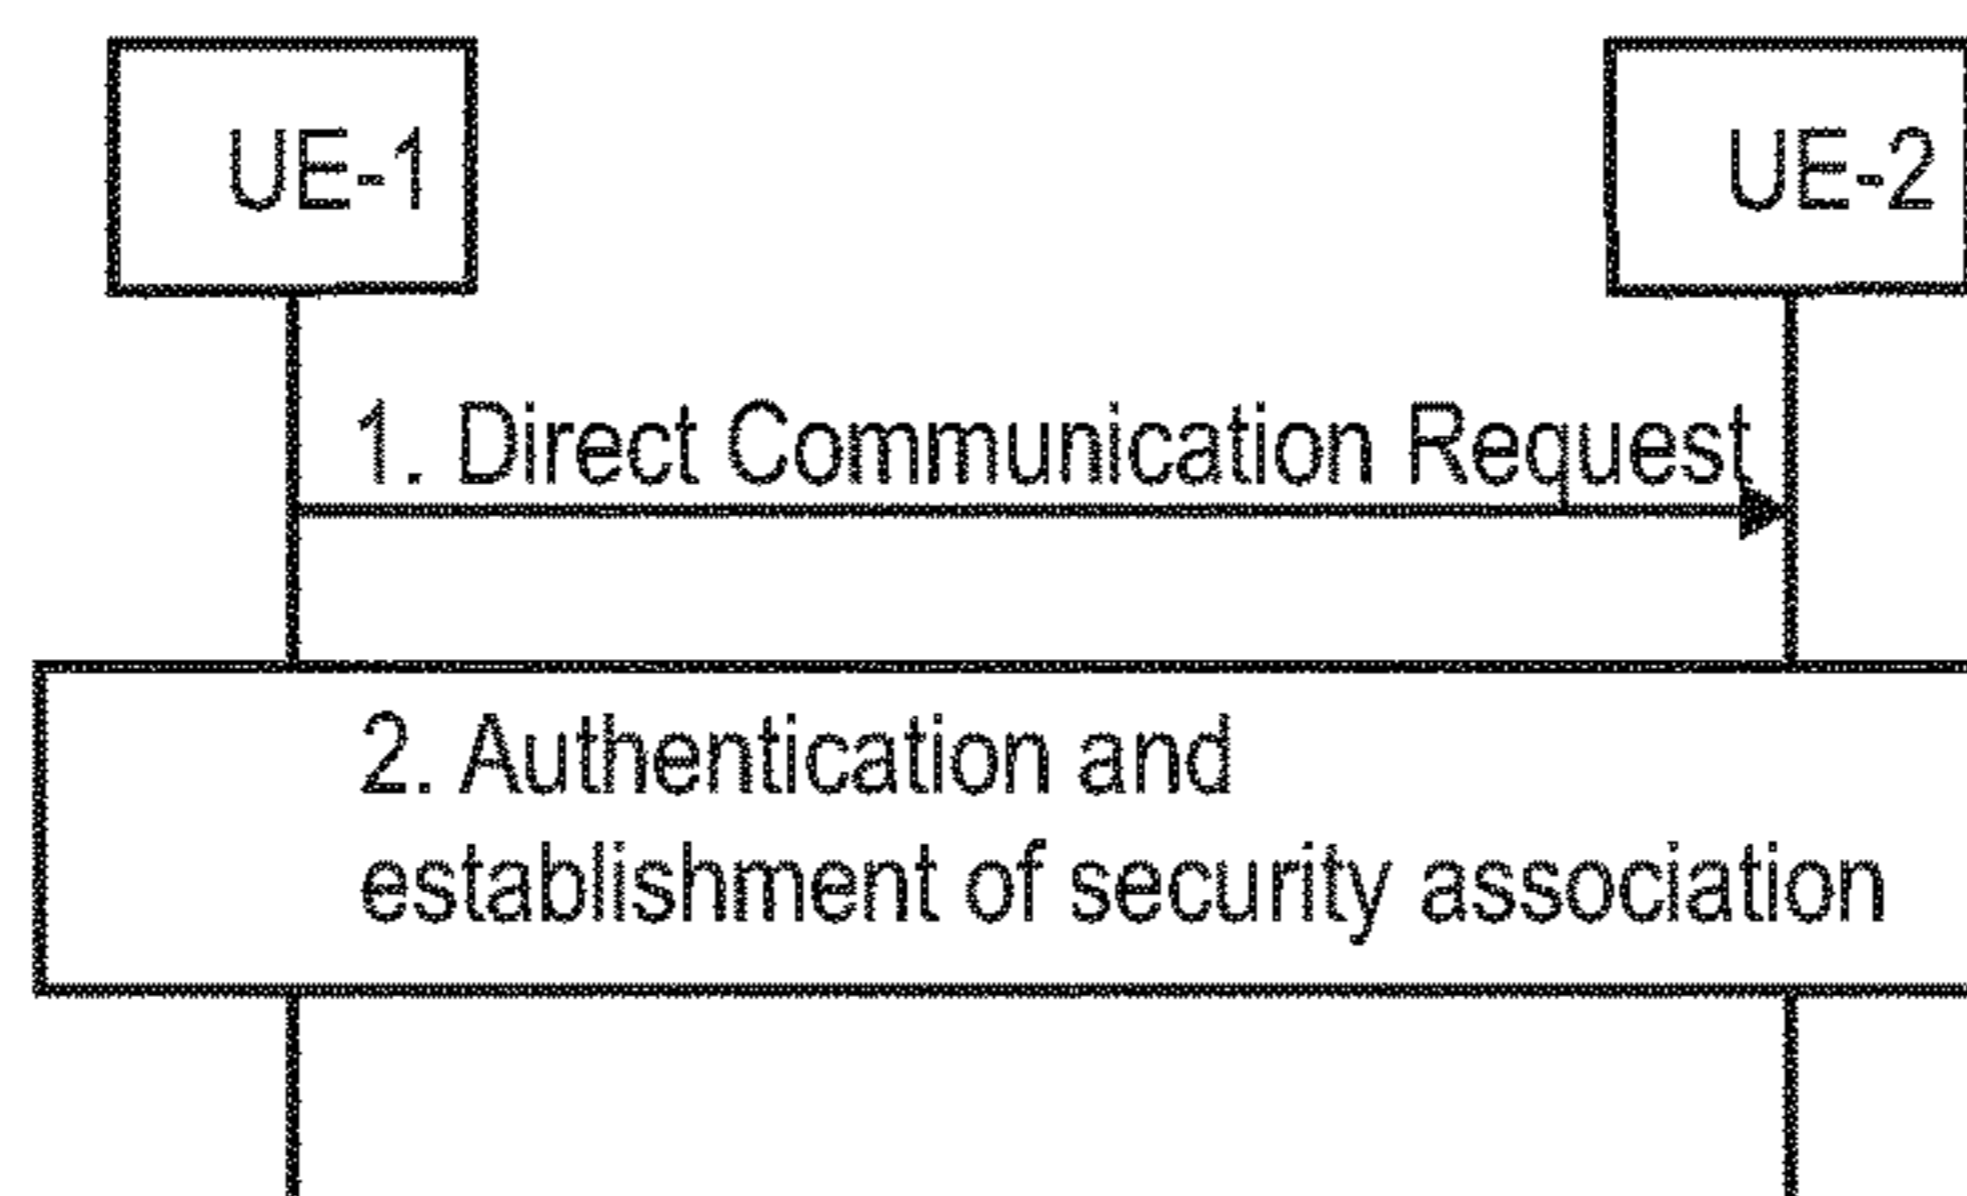 UE-1
UE-2
1. Direct Communication Request
2. Authentication and
establishment of security association